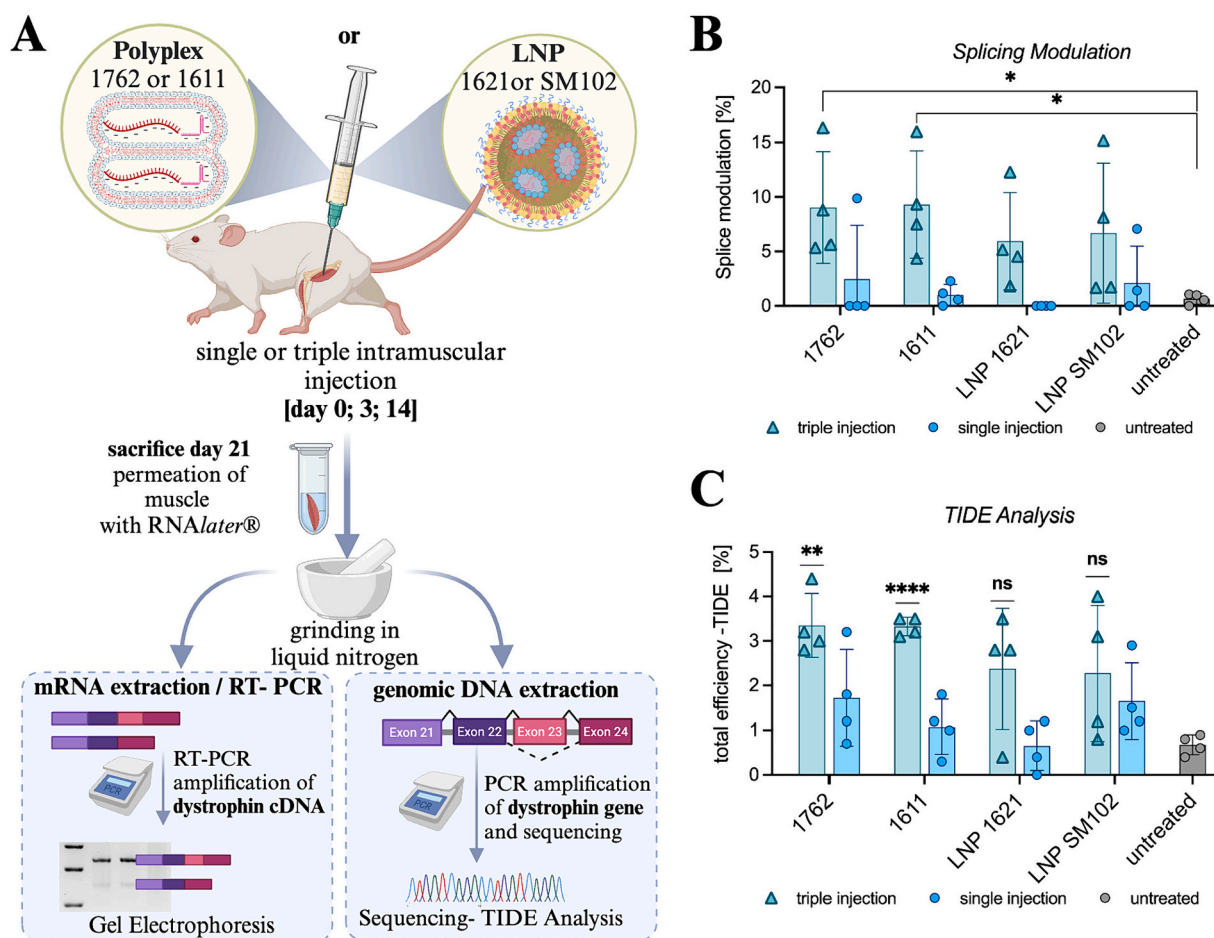 A
or
Polyplex
1762 or 1611
LNP
1621or SM102
single or triple intramuscular
injection
[day 0; 3; 14]
sacrifice day 21
permeation of
muscle
with RNAlater®
grinding in
liquid nitrogen
mRNA extraction / RT- PCR
RT-PCR
amplification of
dystrophin cDNA
PCR
Gel Electrophoresis
genomic DNA extraction
Exon 21 Exon 22 Exon 23 Exon 24
PCR amplification
of dystrophin gene
and sequencing
PCR
Sequencing- TIDE Analysis
B
Splicing Modulation
*
*
Splice modulation [%]
20
15
10
5
0
1762 1611 LNP 1621 LNP SM102 untreated
triple injection single injection untreated
C
TIDE Analysis
total efficiency -TIDE [%]
5
4
3
2
1
0
** **** ns ns
1762 1611 LNP 1621 LNP SM102 untreated
triple injection single injection untreated